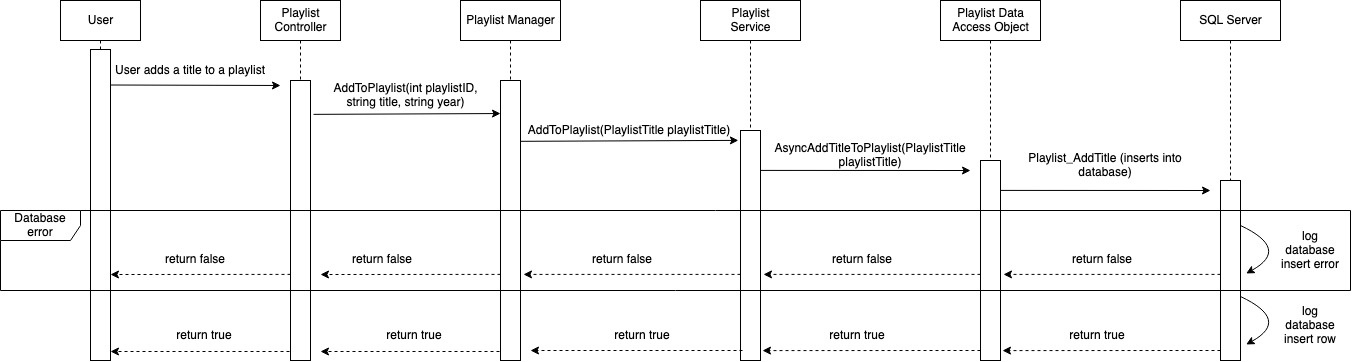 User
Playlist
Controller
Playlist Manager
Playlist
Service
Playlist Data
Access Object
SQL Server
User adds a title to a playlist
AddToPlaylist(int playlistID,
string title, string year)
AddToPlaylist(PlaylistTitle playlistTitle)
AsyncAddTitleToPlaylist(PlaylistTitle
playlistTitle)
Playlist_AddTitle (inserts into
database)
Database
error
log
database
insert error
return false
return false
return false
return false
return false
log
database
insert row
return true
return true
return true
return true
return true